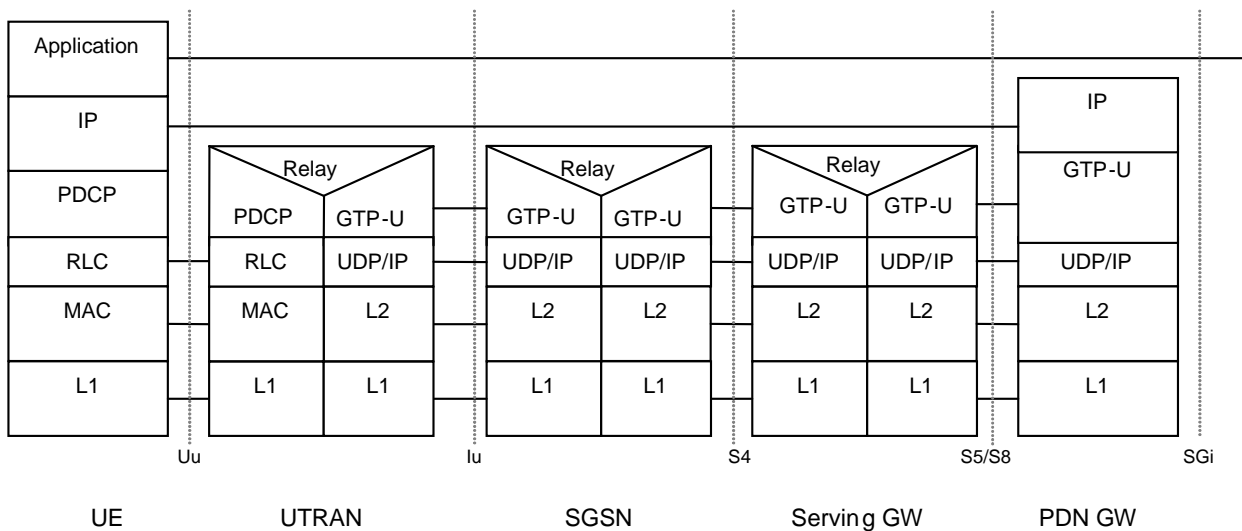 Application
IP
IP
Relay
Relay
Relay
GTP-U
PDCP
PDCP
GTP-U
GTP-U
GTP-U
GTP-U
GTP-U
RLC
RLC
UDP/IP
UDP/IP
UDP/IP
UDP/IP
UDP/IP
UDP/IP
MAC
MAC
L2
L2
L2
L2
L2
L2
L1
L1
L1
L1
L1
L1
L1
L1
Uu
Iu
S4
S5/S8
SGi
UE
UTRAN
SGSN
Serving GW
PDN GW